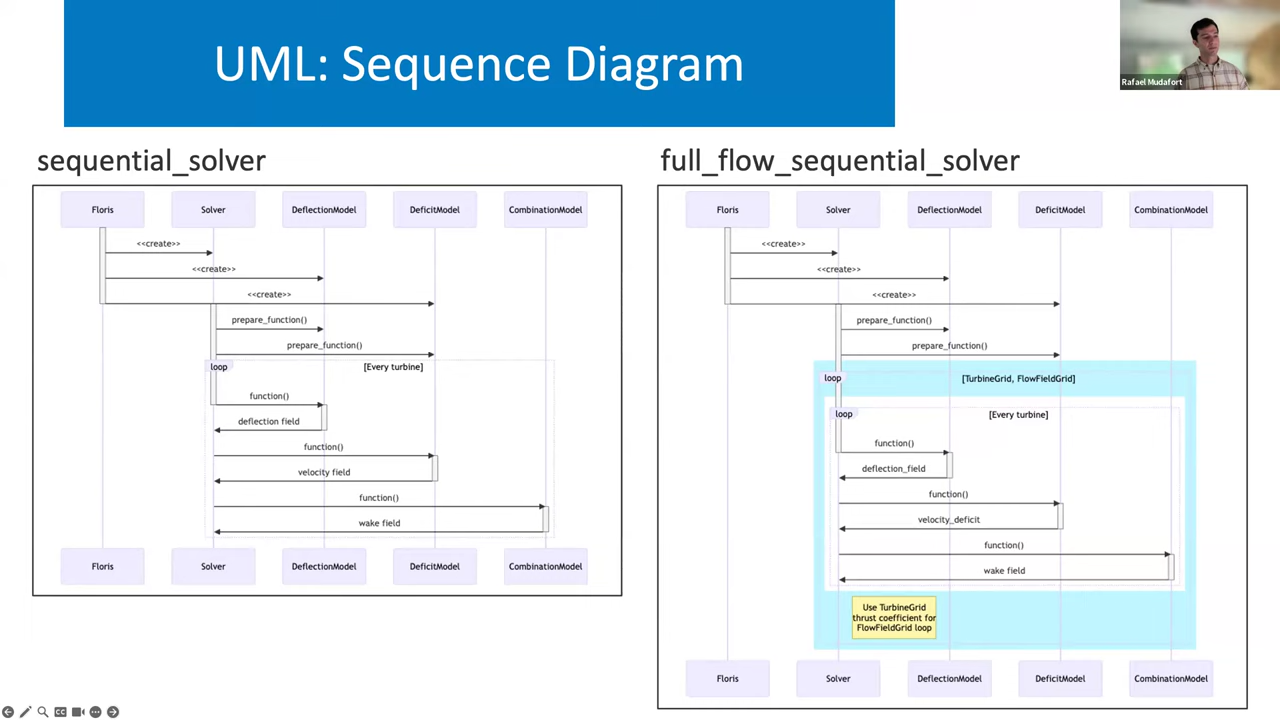 UML: Sequence Diagram
Rafael Mudafort
sequential_solver
Floris
Solver
DeflectionModel
DeficitModel
CombinationModel
<<create>>
<<create>>
<<create>>
prepare_function()
prepare_function()
loop
[Every turbine]
function()
deflection field
function()
velocity field
function()
wake field
Floris
Solver
DeflectionModel
DeficitModel
CombinationModel
full_flow_sequential_solver
Floris
Solver
DeflectionModel
DeficitModel
CombinationModel
<<create>>
<<create>>
<<create>>
prepare_function()
prepare_function()
loop
[TurbineGrid, FlowFieldGrid]
loop
[Every turbine]
function()
deflection_field
function()
velocity_deficit
function()
wake field
Use TurbineGrid
thrust coefficient for
FlowFieldGrid loop
Floris
Solver
DeflectionModel
DeficitModel
CombinationModel